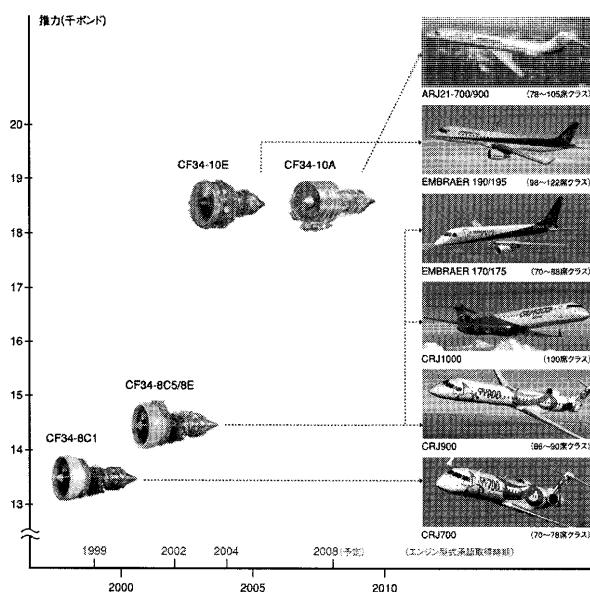 推力(千ポンド)
ARJ21-700/900 (78〜105席クラス)
20
CF34-10E CF34-10A
EMBRAER 190/195 (98〜122席クラス)
19
18
EMBRAER 170/175 (70〜88席クラス)
17
16
CRJ1000 (100席クラス)
CF34-8C5/8E
15
CF34-8C1
CRJ900 (86〜90席クラス)
14
13
CRJ700 (70〜78席クラス)
1999 2002 2004 2008(予定) (エンジン型式承認取得時期)
2000 2005 2010